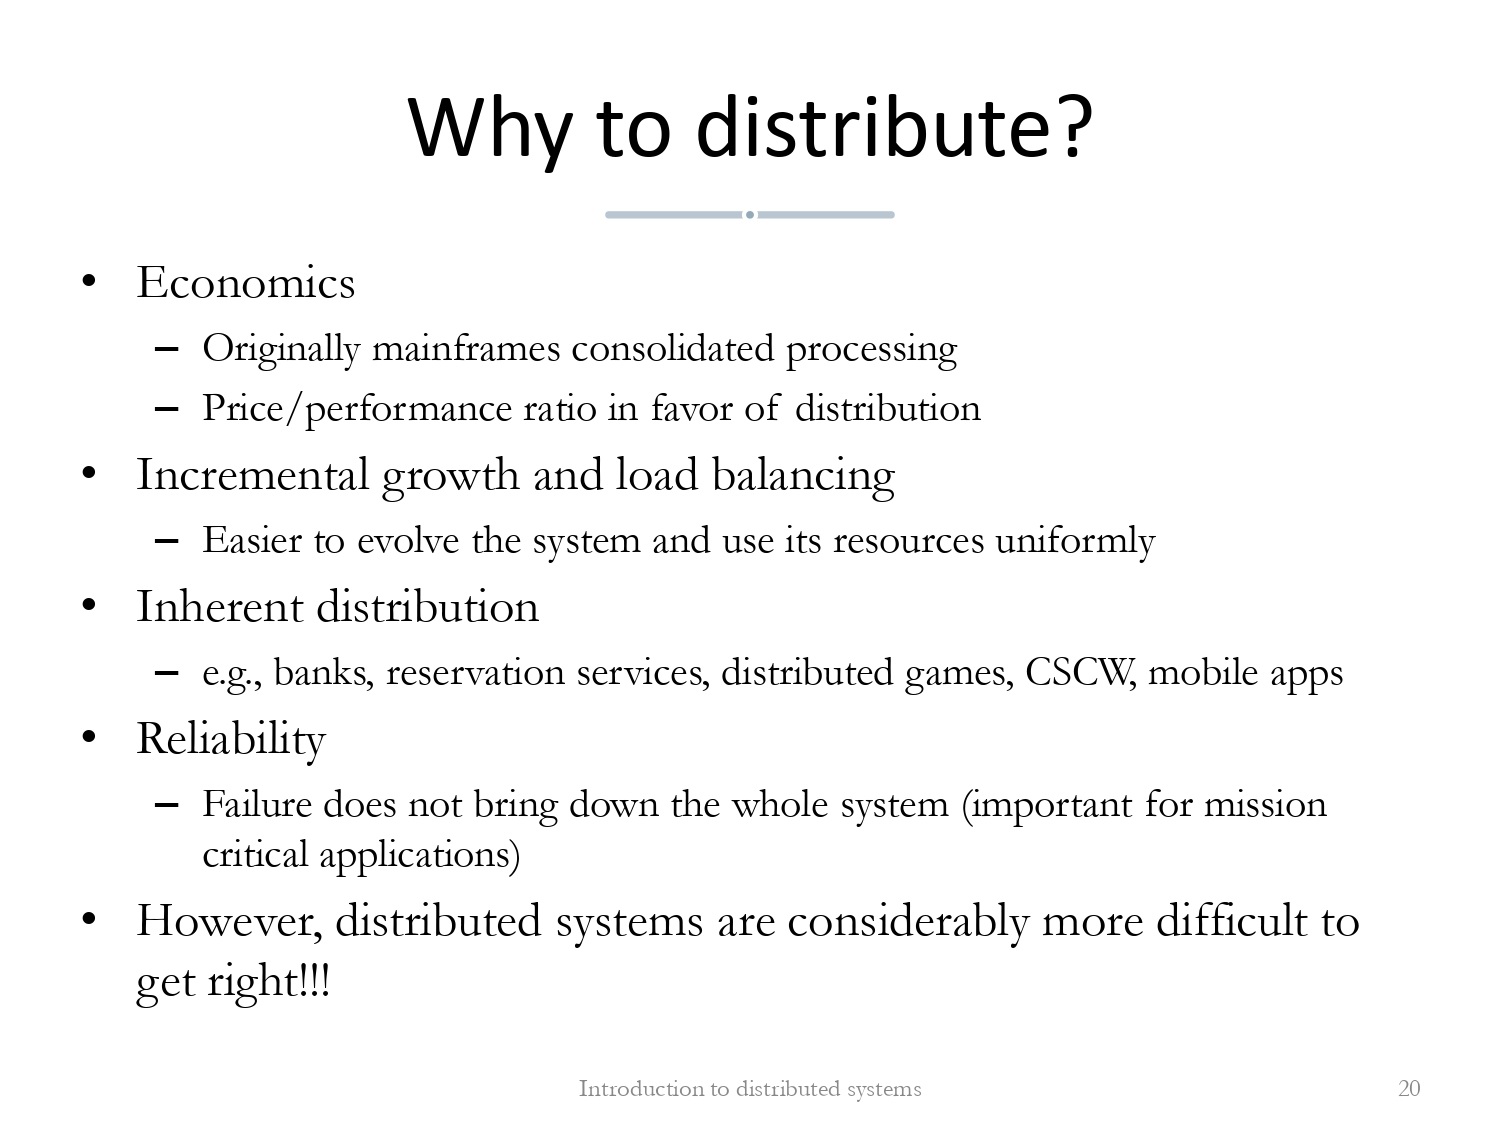 Why to distribute?
• Economics
– Originally mainframes consolidated processing
– Price/performance ratio in favor of distribution
• Incremental growth and load balancing
– Easier to evolve the system and use its resources uniformly
• Inherent distribution
– e.g., banks, reservation services, distributed games, CSCW, mobile apps
• Reliability
– Failure does not bring down the whole system (important for mission
critical applications)
• However, distributed systems are considerably more difficult to
get right!!!
Introduction to distributed systems
20